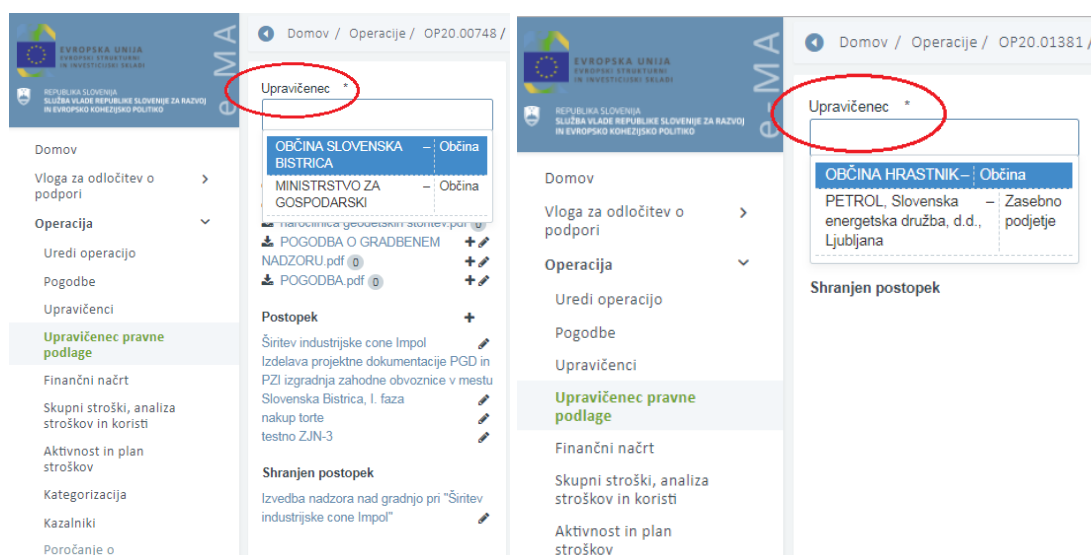 EVROPSKA UNIJA
EVROPSKI STRUKTURNI
IN INVESTICIJSKI SKLADI
e-MA
REPUBLIKA SLOVENIJA
SLUŽBA VLADE REPUBLIKE SLOVENIJE ZA RAZVOJ
IN EVROPSKO KOHEZIJSKO POLITIKO
Domov
Vloga za odločitev o
podpori
Operacija
Uredi operacijo
Pogodbe
Upravičenci
Upravičenec pravne
podlage
Finančni načrt
Skupni stroški, analiza
stroškov in koristi
Aktivnost in plan
stroškov
Kategorizacija
Kazalniki
Poročanje o
Domov / Operacije / OP20.00748 /
Upravičenec *
OBČINA SLOVENSKA – Občina
BISTRICA
MINISTRSTVO ZA – Občina
GOSPODARSKI
naročilnica geodetskih storitev.pdf 0
POGODBA O GRADBENEM
NADZORU.pdf 0
POGODBA.pdf 0
Postopek
Širitev industrijske cone Impol
Izdelava projektne dokumentacije PGD in
PZI izgradnja zahodne obvoznice v mestu
Slovenska Bistrica, I. faza
nakup torte
testno ZJN-3
Shranjen postopek
Izvedba nadzora nad gradnjo pri "Širitev
industrijske cone Impol"
EVROPSKA UNIJA
EVROPSKI STRUKTURNI
IN INVESTICIJSKI SKLADI
e-MA
REPUBLIKA SLOVENIJA
SLUŽBA VLADE REPUBLIKE SLOVENIJE ZA RAZVOJ
IN EVROPSKO KOHEZIJSKO POLITIKO
Domov
Vloga za odločitev o
podpori
Operacija
Uredi operacijo
Pogodbe
Upravičenci
Upravičenec pravne
podlage
Finančni načrt
Skupni stroški, analiza
stroškov in koristi
Aktivnost in plan
stroškov
Domov / Operacije / OP20.01381 /
Upravičenec *
OBČINA HRASTNIK – Občina
PETROL, Slovenska – Zasebno
energetska družba, d.d., podjetje
Ljubljana
Shranjen postopek